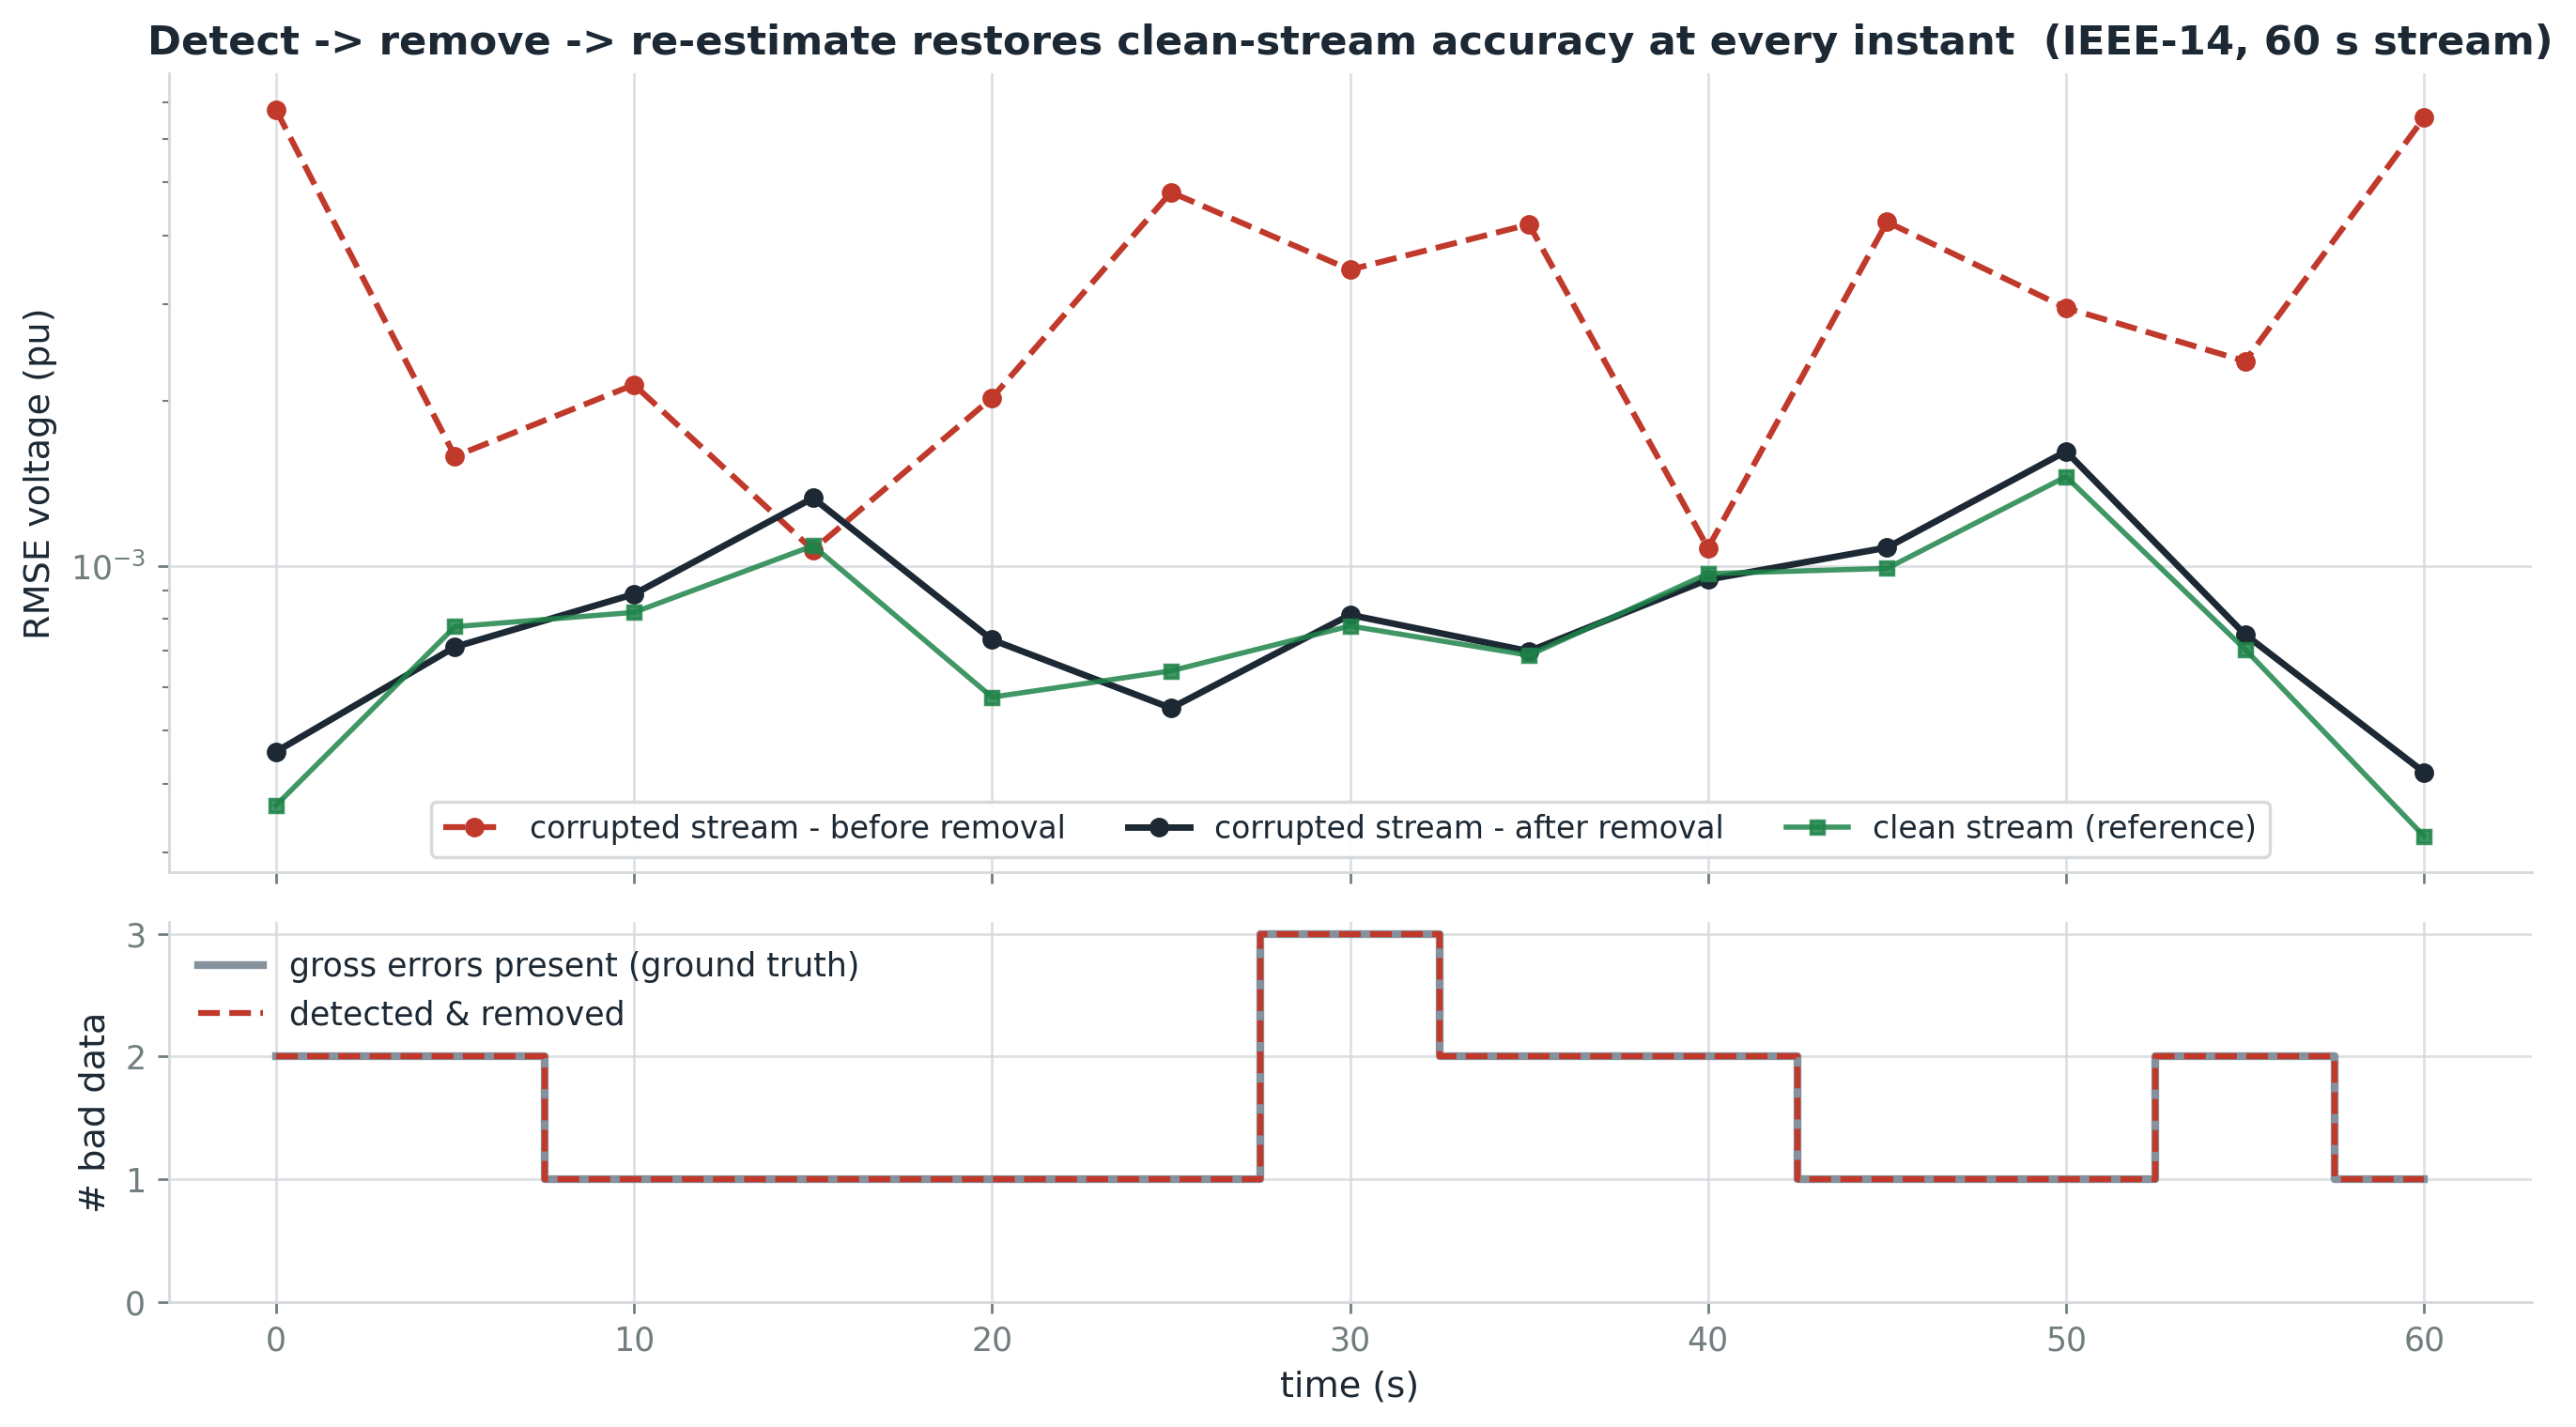 Detect -> remove -> re-estimate restores clean-stream accuracy at every instant  (IEEE-14, 60 s stream)
RMSE voltage (pu)
10⁻³
corrupted stream - before removal
corrupted stream - after removal
clean stream (reference)
# bad data
3
2
1
0
gross errors present (ground truth)
detected & removed
0 10 20 30 40 50 60
time (s)